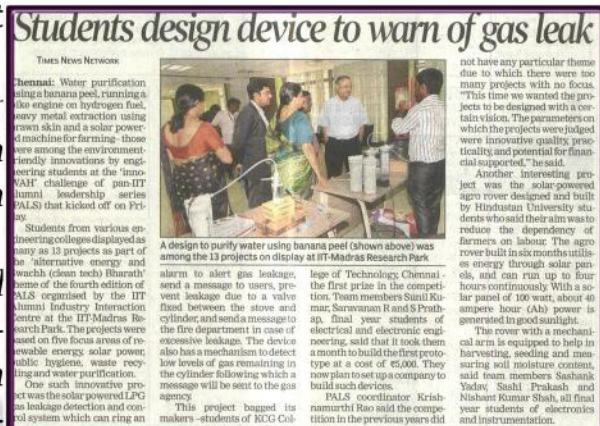 Students design device to warn of gas leak
TIMES NEWS NETWORK
Chennai: Water purification
using a banana peel, running a
bike engine on hydrogen fuel,
heavy metal extraction using
prawn skin and a solar power-
ed machine for farming–those
were among the environment-
friendly innovations by engi-
neering students at the 'inno-
WAH' challenge of pan-IIT
alumni leadership series
(PALS) that kicked off on Fri-
day.
Students from various en-
gineering colleges displayed as
many as 13 projects as part of
the 'alternative energy and
Swachh (clean tech) Bharath'
theme of the fourth edition of
PALS organised by the IIT
Alumni Industry Interaction
Centre at the IIT-Madras Re-
search Park. The projects were
based on five focus areas of re-
newable energy, solar power,
public hygiene, waste recy-
cling and water purification.
One such innovative pro-
ject was the solar powered LPG
gas leakage detection and con-
trol system which can ring an
A design to purify water using banana peel (shown above) was
among the 13 projects on display at IIT-Madras Research Park
alarm to alert gas leakage,
send a message to users, pre-
vent leakage due to a valve
fixed between the stove and
cylinder, and send a message to
the fire department in case of
excessive leakage. The device
also has a mechanism to detect
low levels of gas remaining in
the cylinder following which a
message will be sent to the gas
agency.
This project bagged its
makers –students of KCG Col-
lege of Technology, Chennai -
the first prize in the competi-
tion. Team members Sunil Ku-
mar, Saravanan R and S Prath-
ap, final year students of
electrical and electronic engi-
neering, said that it took them
a month to build the first proto-
type at a cost of ₹5,000. They
now plan to set up a company to
build such devices.
PALS coordinator Krish-
namurthi Rao said the compe-
tition in the previous years did
not have any particular theme
due to which there were too
many projects with no focus.
"This time we wanted the pro-
jects to be designed with a cer-
tain vision. The parameters on
which the projects were judged
were innovative quality, prac-
ticality, and potential for finan-
cial supported," he said.
Another interesting pro-
ject was the solar-powered
agro rover designed and built
by Hindustan University stu-
dents who said their aim was to
reduce the dependency of
farmers on labour. The agro
rover built in six months utilis-
es energy through solar pan-
els, and can run up to four
hours continuously. With a so-
lar panel of 100 watt, about 40
ampere hour (Ah) power is
generated in good sunlight.
The rover with a mechani-
cal arm is equipped to help in
harvesting, seeding and mea-
suring soil moisture content,
said team members Sashank
Yadav, Sashi Prakash and
Nishant Kumar Shah, all final
year students of electronics
and instrumentation.